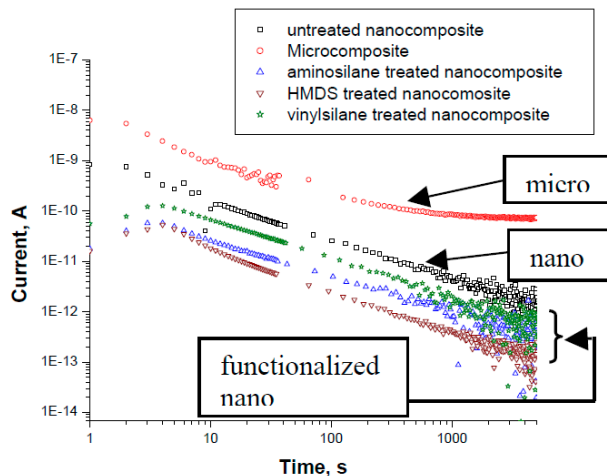 untreated nanocomposite
Microcomposite
aminosilane treated nanocomposite
HMDS treated nanocomosite
vinylsilane treated nanocomposite
1E-7
1E-8
1E-9
1E-10
1E-11
1E-12
1E-13
1E-14
Current, A
micro
nano
functionalized
nano
1
10
100
1000
Time, s